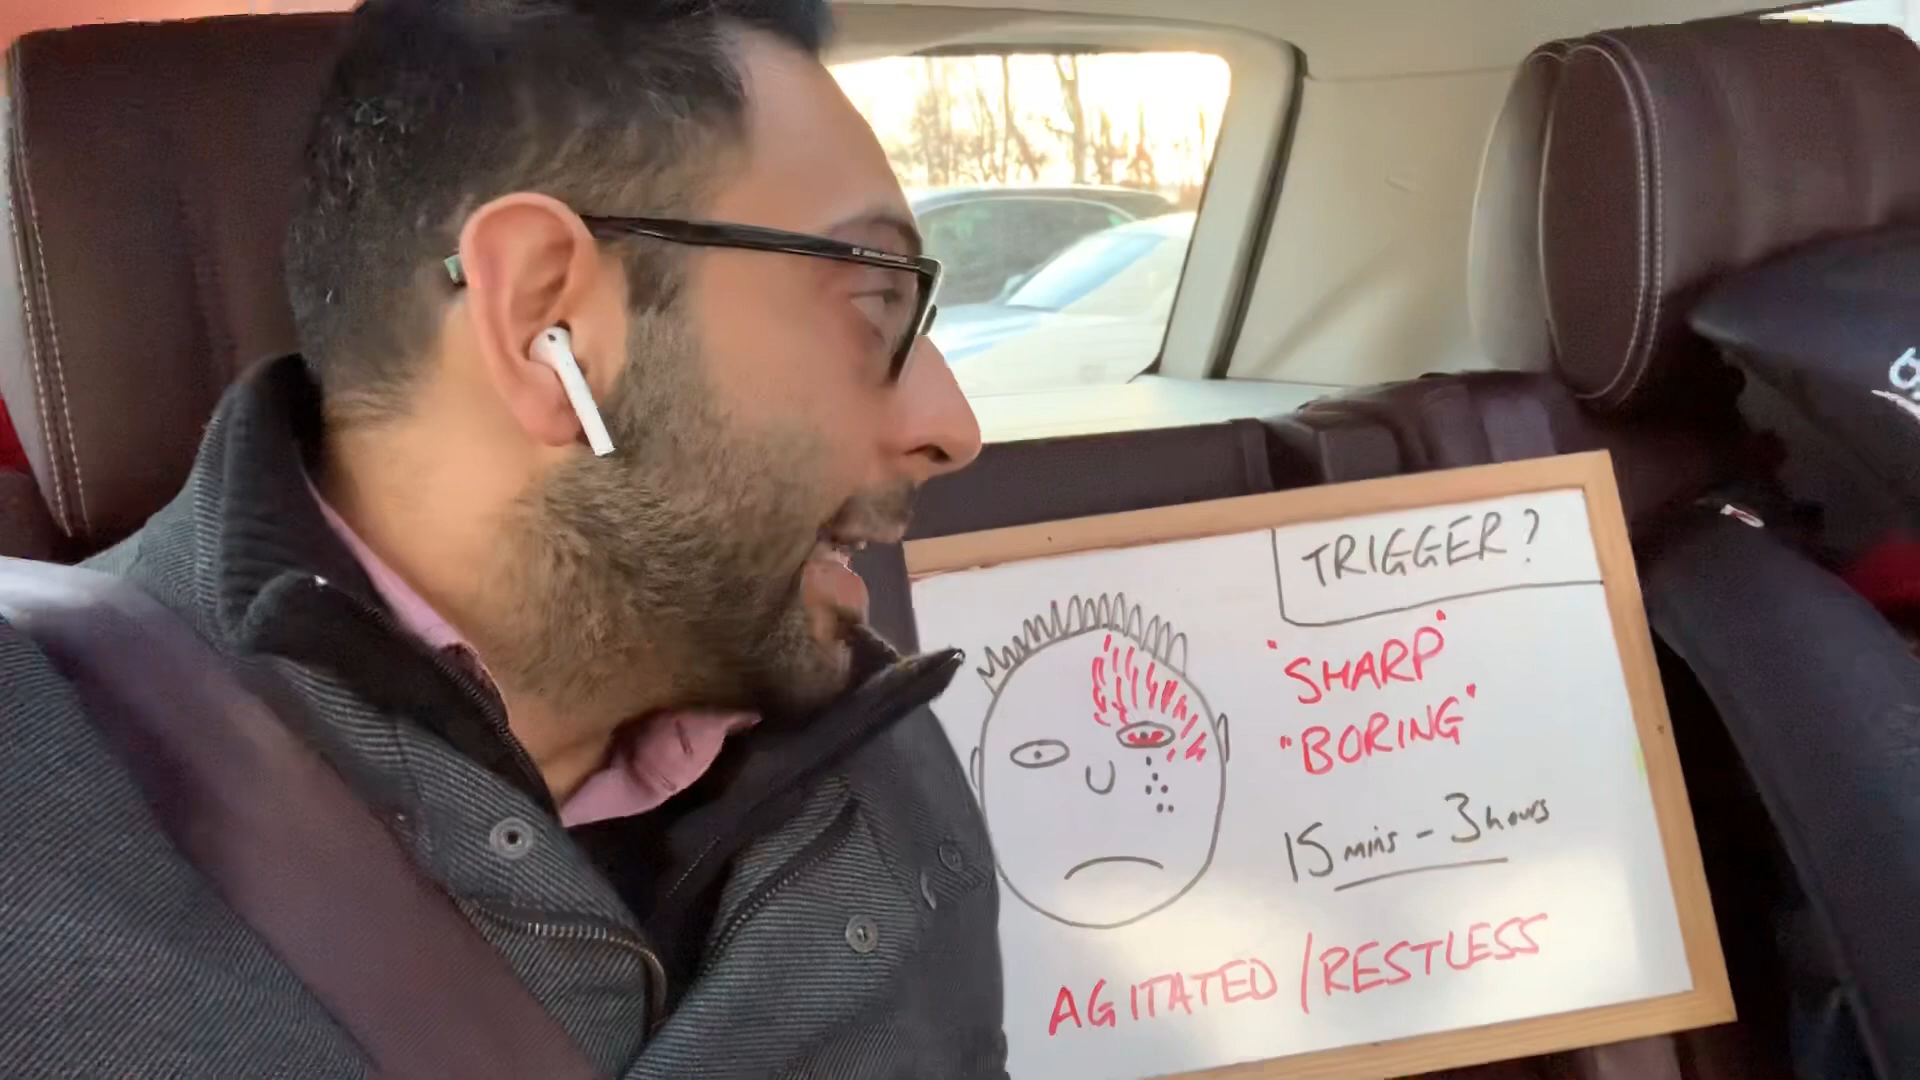 TRIGGER?
"SHARP"
"BORING"
15 mins - 3 hours
AGITATED/RESTLESS